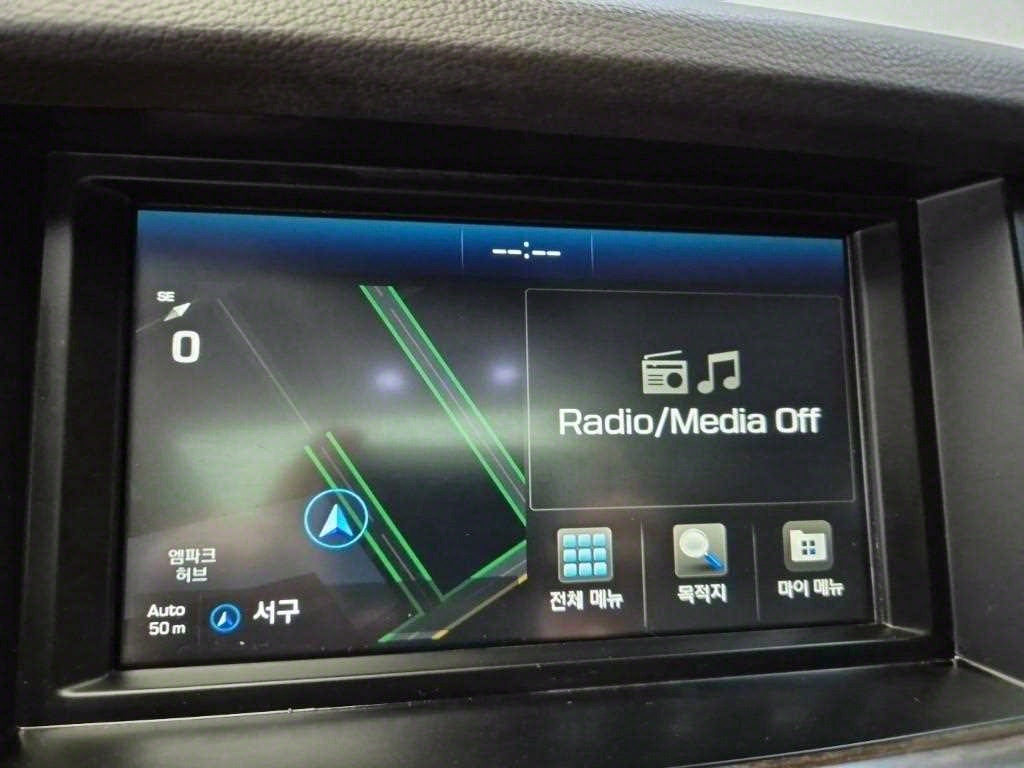 --:--
SE
0
엠파크
허브
Auto
50 m
서구
Radio/Media Off
전체 메뉴
목적지
마이 메뉴